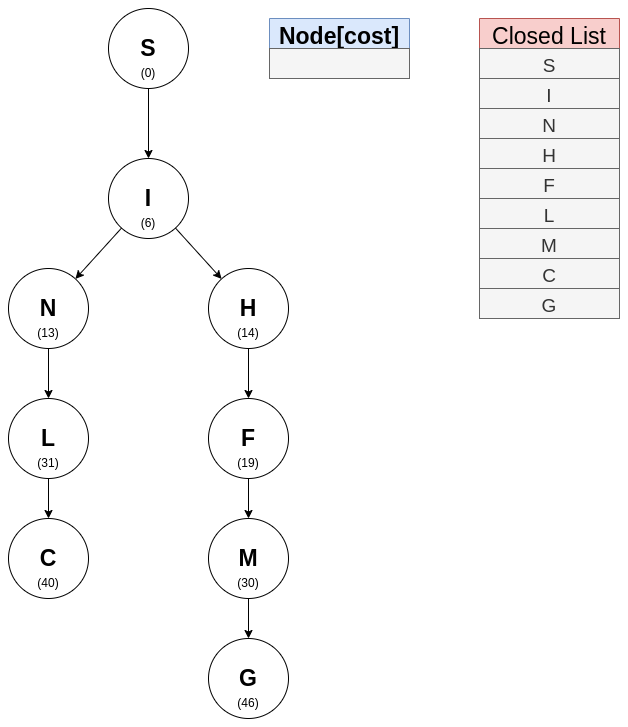 S
(0)
I
(6)
N
(13)
H
(14)
L
(31)
F
(19)
C
(40)
M
(30)
G
(46)
Node[cost]
Closed List
S
I
N
H
F
L
M
C
G